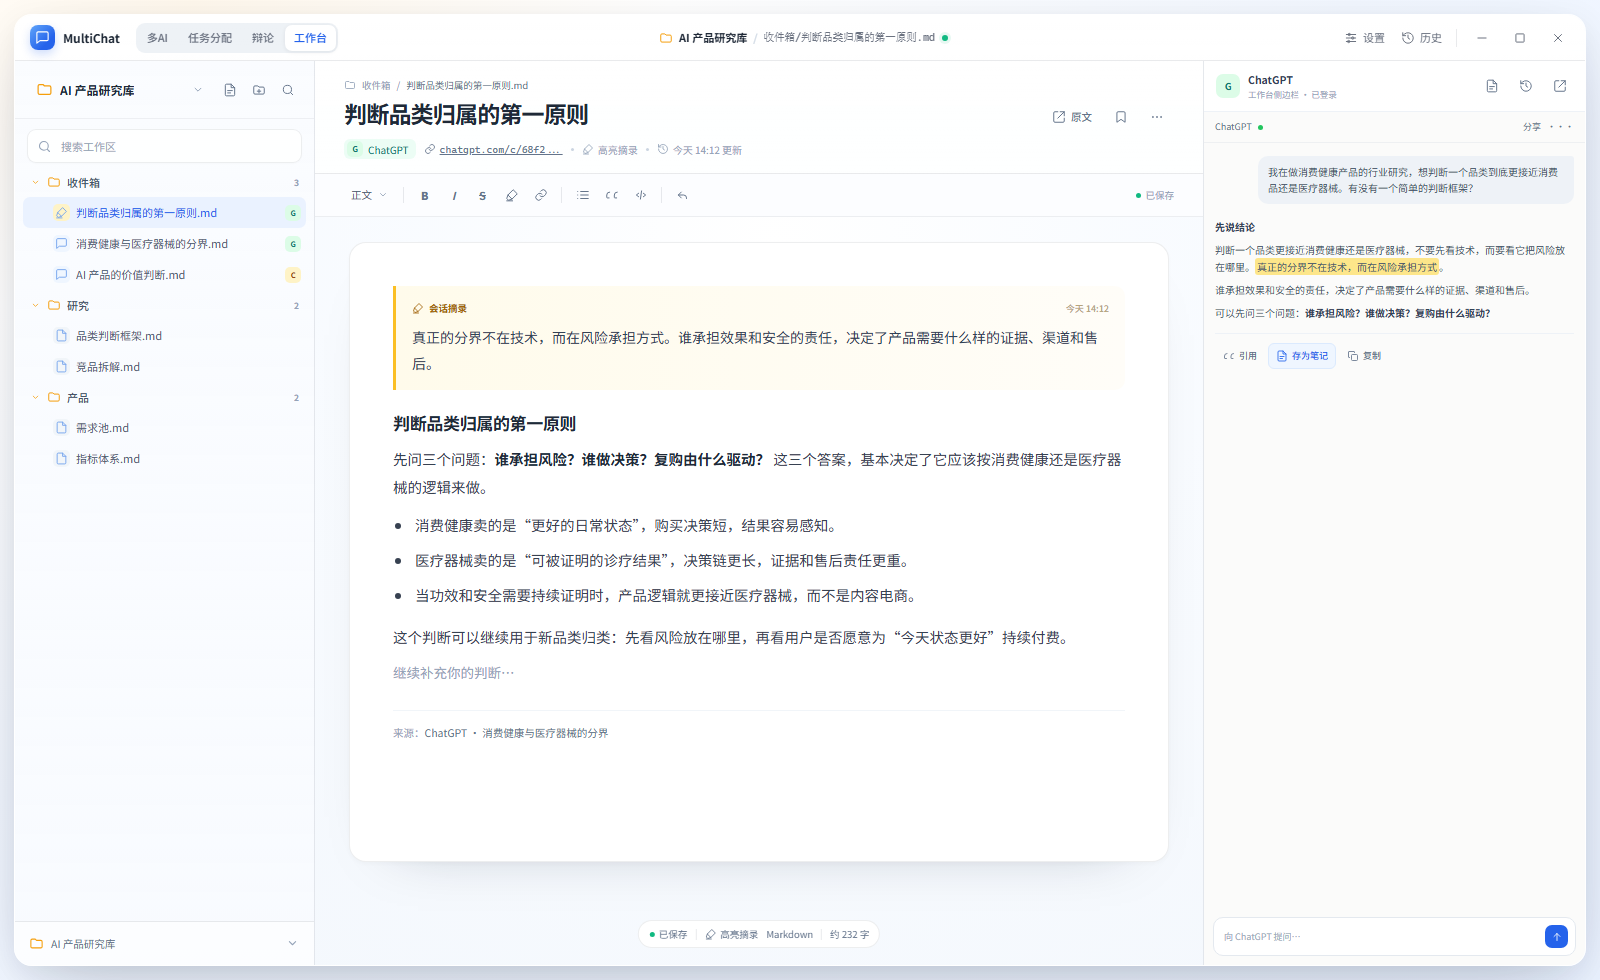 MultiChat
多AI
任务分配
辩论
工作台
AI 产品研究库 / 收件箱/判断品类归属的第一原则.md
设置
历史
AI 产品研究库
搜索工作区
收件箱 3
判断品类归属的第一原则.md G
消费健康与医疗器械的分界.md G
AI 产品的价值判断.md C
研究 2
品类判断框架.md
竞品拆解.md
产品 2
需求池.md
指标体系.md
AI 产品研究库
收件箱 / 判断品类归属的第一原则.md
判断品类归属的第一原则
原文
G ChatGPT chatgpt.com/c/68f2... • 高亮摘录 • 今天 14:12 更新
正文 B I S
已保存
会话摘录 今天 14:12
真正的分界不在技术，而在风险承担方式。谁承担效果和安全的责任，决定了产品需要什么样的证据、渠道和售
后。
判断品类归属的第一原则
先问三个问题：谁承担风险？谁做决策？复购由什么驱动？ 这三个答案，基本决定了它应该按消费健康还是医疗器
械的逻辑来做。
• 消费健康卖的是“更好的日常状态”，购买决策短，结果容易感知。
• 医疗器械卖的是“可被证明的诊疗结果”，决策链更长，证据和售后责任更重。
• 当功效和安全需要持续证明时，产品逻辑就更接近医疗器械，而不是内容电商。
这个判断可以继续用于新品类归类：先看风险放在哪里，再看用户是否愿意为“今天状态更好”持续付费。
继续补充你的判断…
来源：ChatGPT · 消费健康与医疗器械的分界
已保存 高亮摘录 Markdown 约 232 字
G ChatGPT
工作台侧边栏 · 已登录
ChatGPT 分享 ···
我在做消费健康产品的行业研究，想判断一个品类到底更接近消费
品还是医疗器械。有没有一个简单的判断框架？
先说结论
判断一个品类更接近消费健康还是医疗器械，不要先看技术，而要看它把风险放
在哪里。真正的分界不在技术，而在风险承担方式。
谁承担效果和安全的责任，决定了产品需要什么样的证据、渠道和售后。
可以先问三个问题：谁承担风险？谁做决策？复购由什么驱动？
引用
存为笔记
复制
向 ChatGPT 提问…